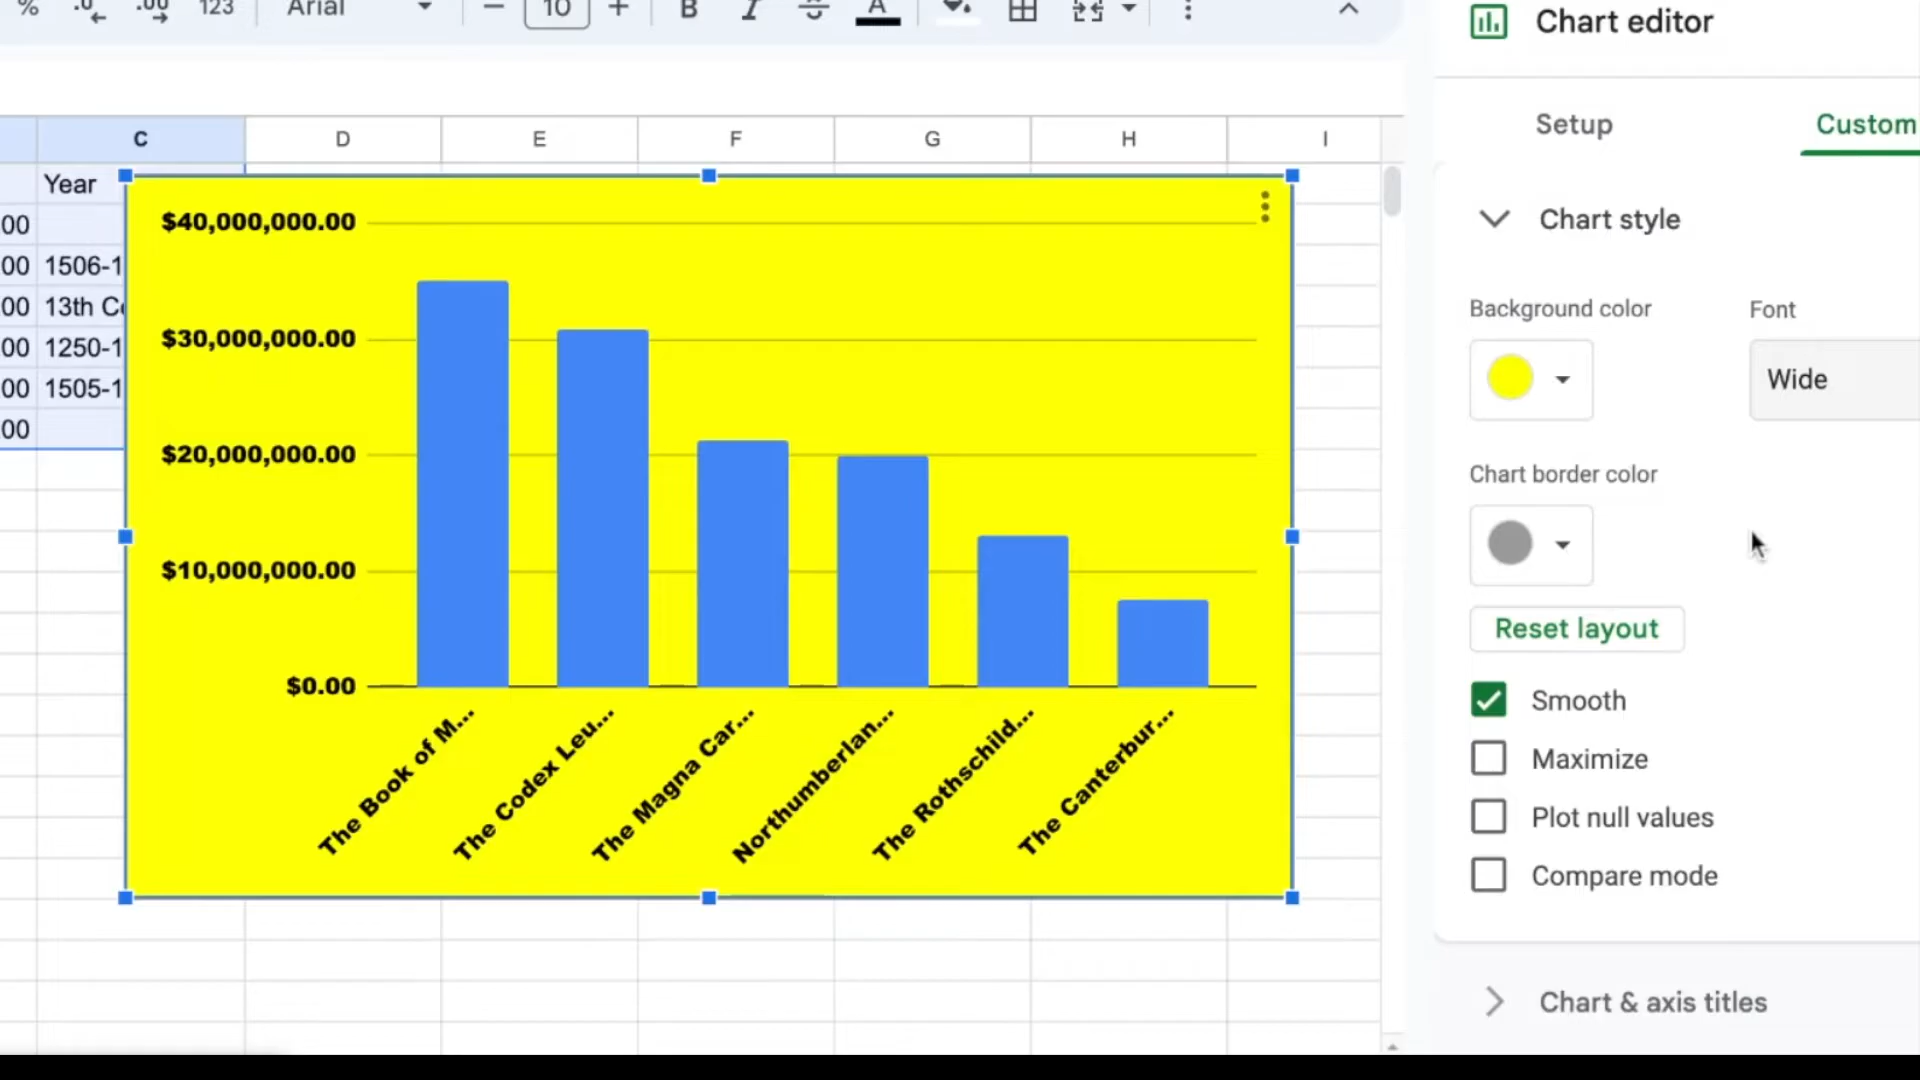 % .0 .00 123 Arial 10 B I S A
Chart editor
Setup Custom
C D E F G H I
Year
00
00 1506-1
00 13th C
00 1250-1
00 1505-1
00
$40,000,000.00
$30,000,000.00
$20,000,000.00
$10,000,000.00
$0.00
The Book of M...
The Codex Leu...
The Magna Car...
Northumberlan...
The Rothschild...
The Canterbur...
Chart style
Background color Font
Wide
Chart border color
Reset layout
Smooth
Maximize
Plot null values
Compare mode
Chart & axis titles